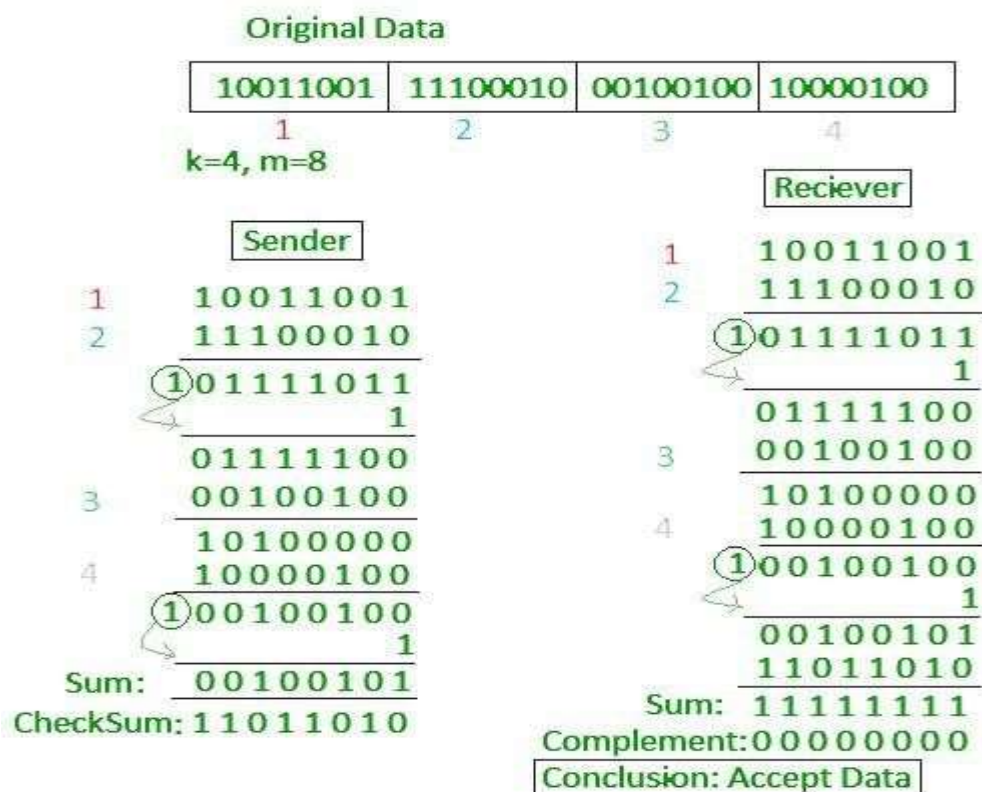 Original Data
10011001 11100010 00100100 10000100
1 2 3 4
k=4, m=8
Sender
1 10011001
2 11100010
1 01111011
1
01111100
3 00100100
10100000
4 10000100
1 00100100
1
Sum: 00100101
CheckSum: 11011010
Reciever
1 10011001
2 11100010
1 01111011
1
01111100
3 00100100
10100000
4 10000100
1 00100100
1
00100101
11011010
Sum: 11111111
Complement: 00000000
Conclusion: Accept Data